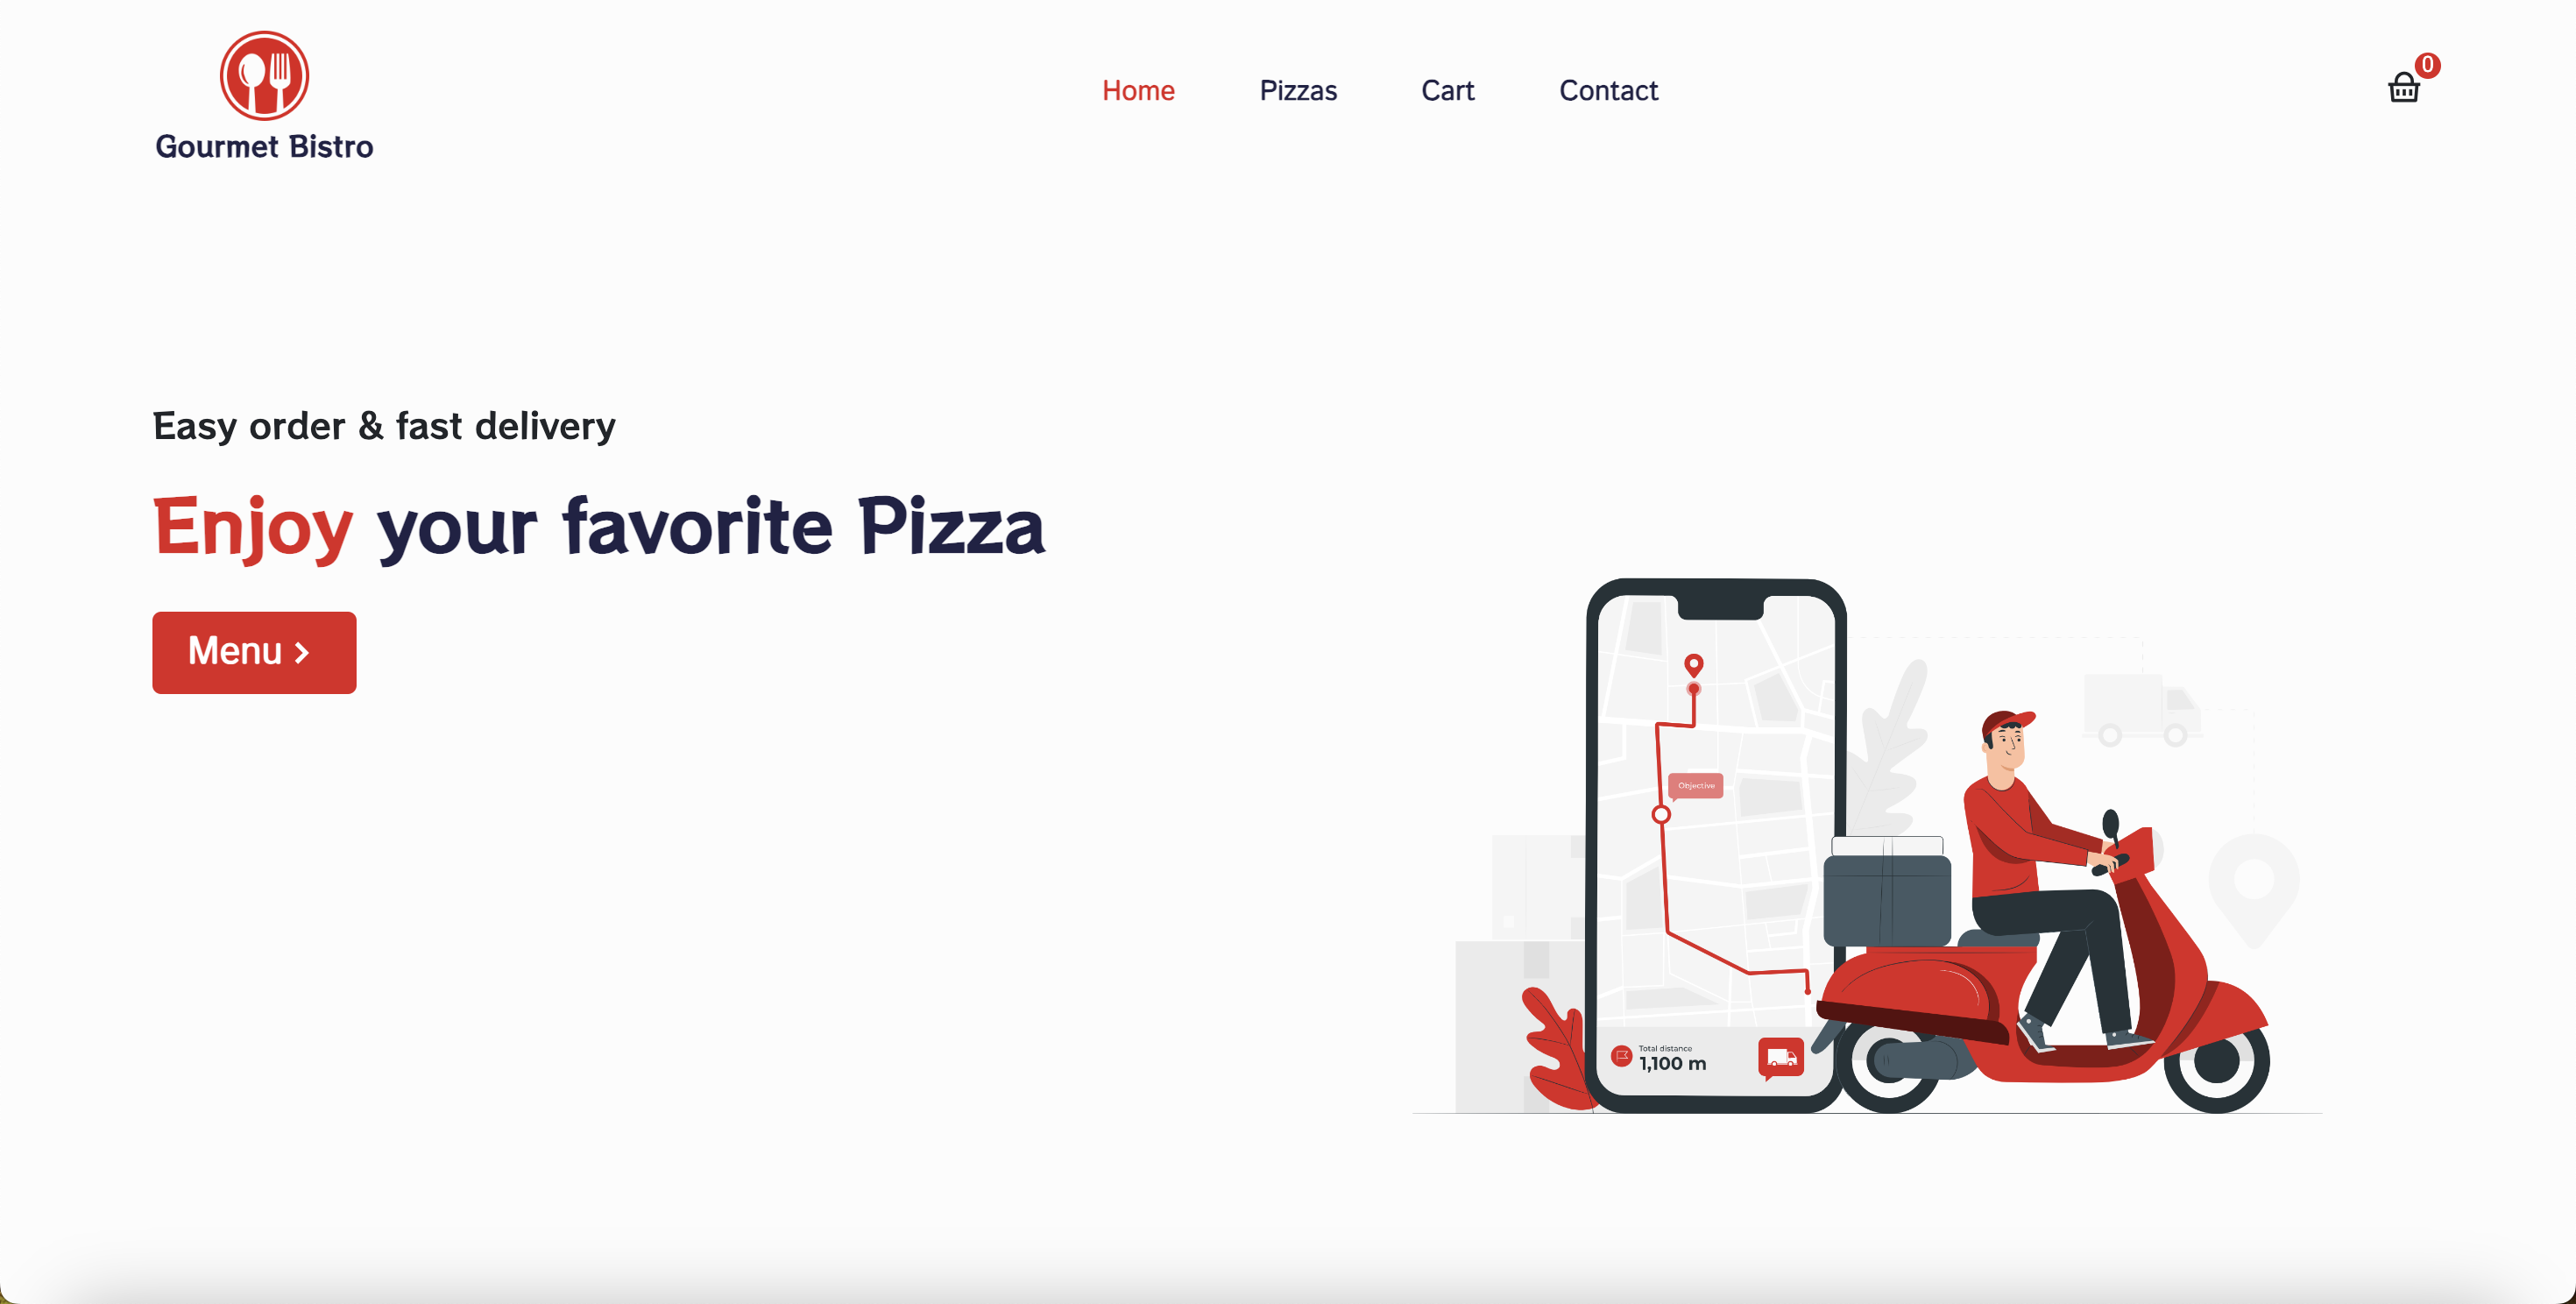 Gourmet Bistro
Home Pizzas Cart Contact
0
Easy order & fast delivery
Enjoy your favorite Pizza
Menu >
Objective
Total distance
1,100 m